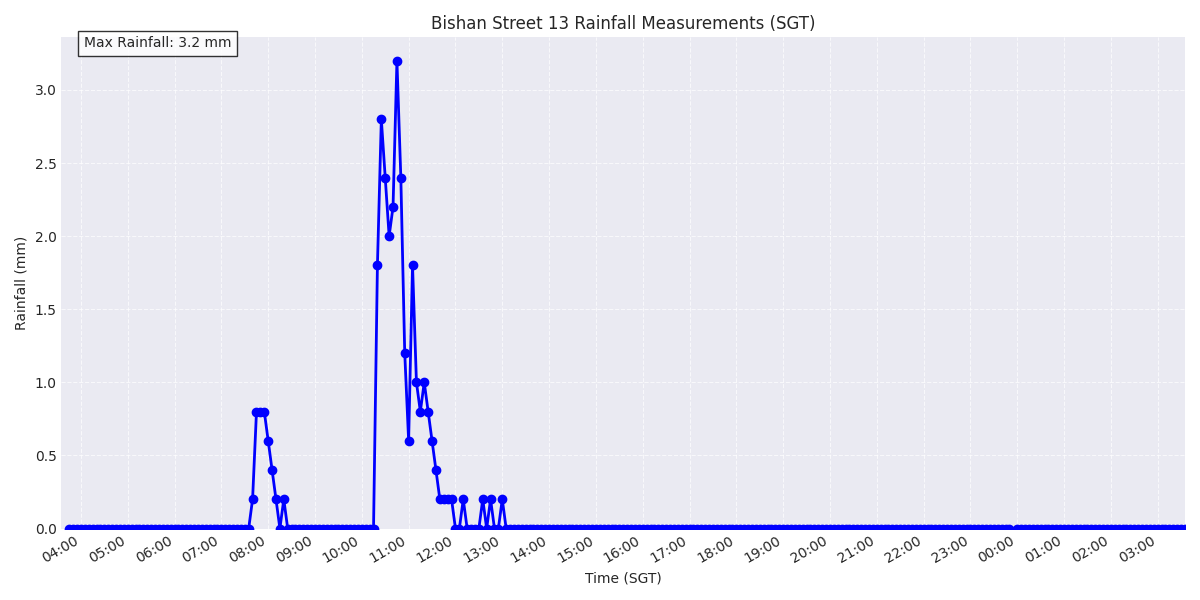 Bishan Street 13 Rainfall Measurements (SGT)
Max Rainfall: 3.2 mm
Rainfall (mm)
3.0
2.5
2.0
1.5
1.0
0.5
0.0
04:00 05:00 06:00 07:00 08:00 09:00 10:00 11:00 12:00 13:00 14:00 15:00 16:00 17:00 18:00 19:00 20:00 21:00 22:00 23:00 00:00 01:00 02:00 03:00
Time (SGT)